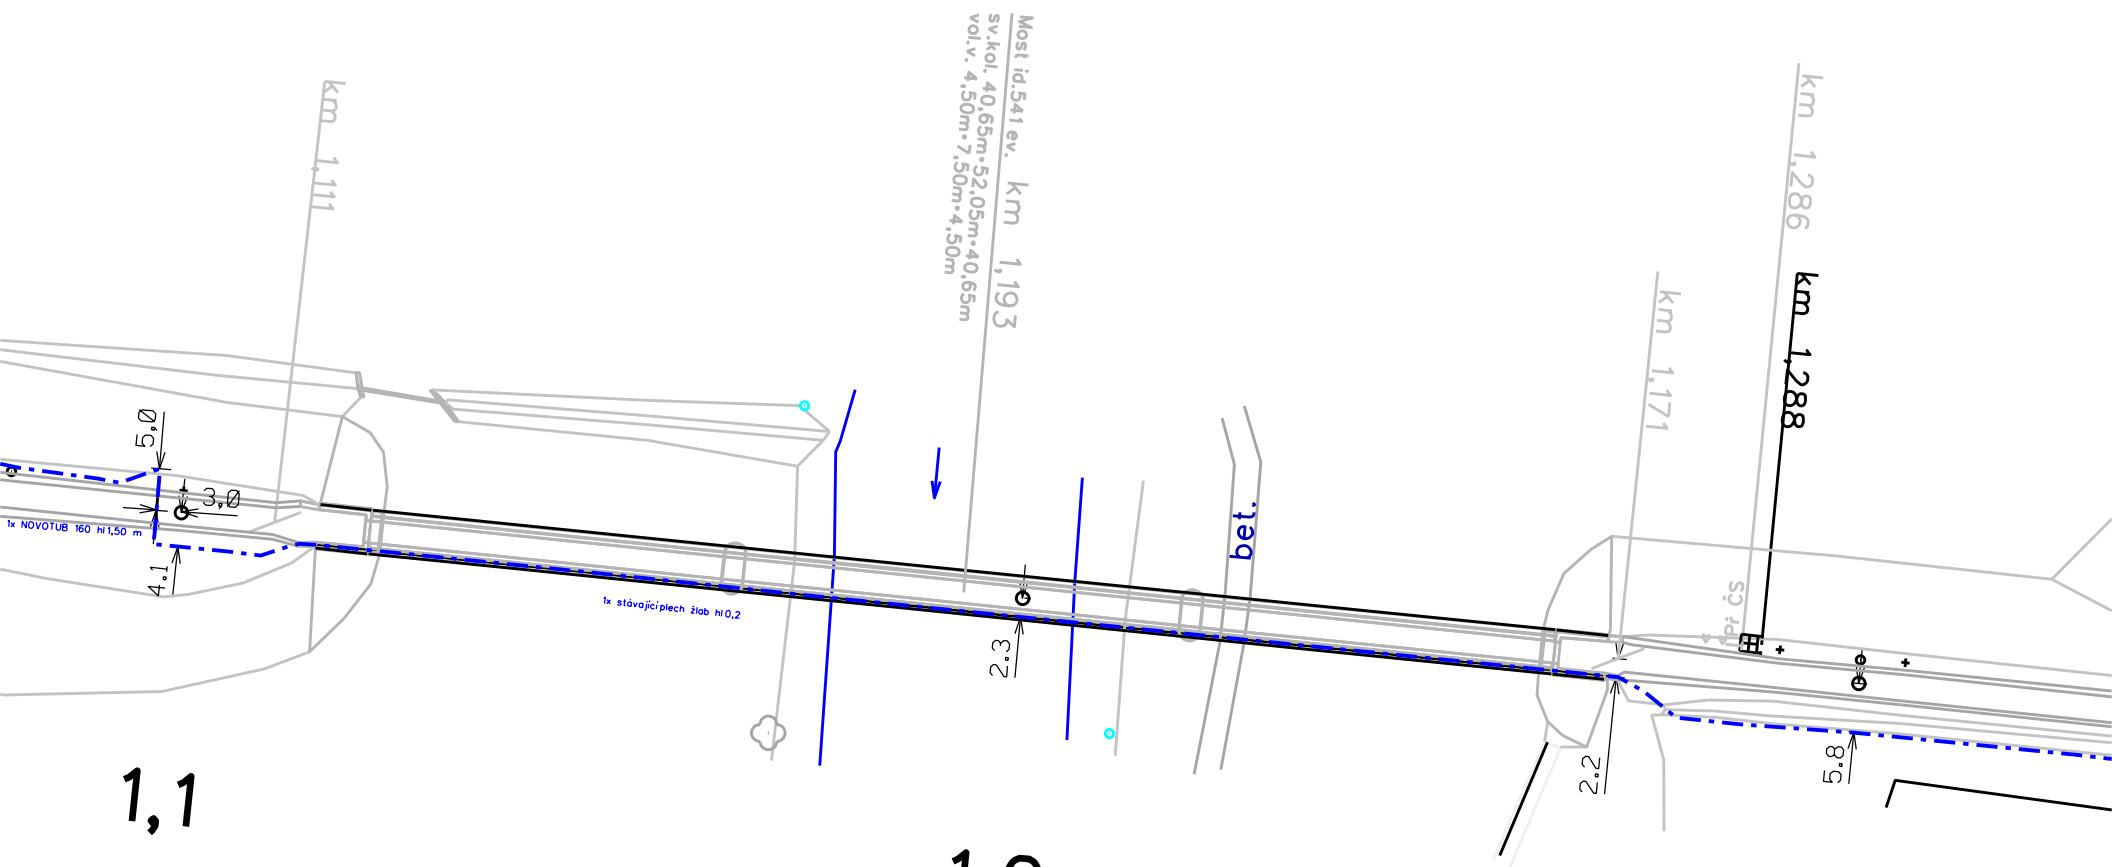 km 1,111
Most id.541 ev. km 1,193
sv.kol. 40,65m•52,05m•40,65m
vol.v. 4,50m•7,50m•4,50m
km 1,286
km 1,171
km 1,288
5,0
3,0
1x NOVOTUB 160 hl 1,50 m
4.1
bet.
1x stávající plech žlab hl 0,2
2.3
Př čs
2.2
5.8
1,1